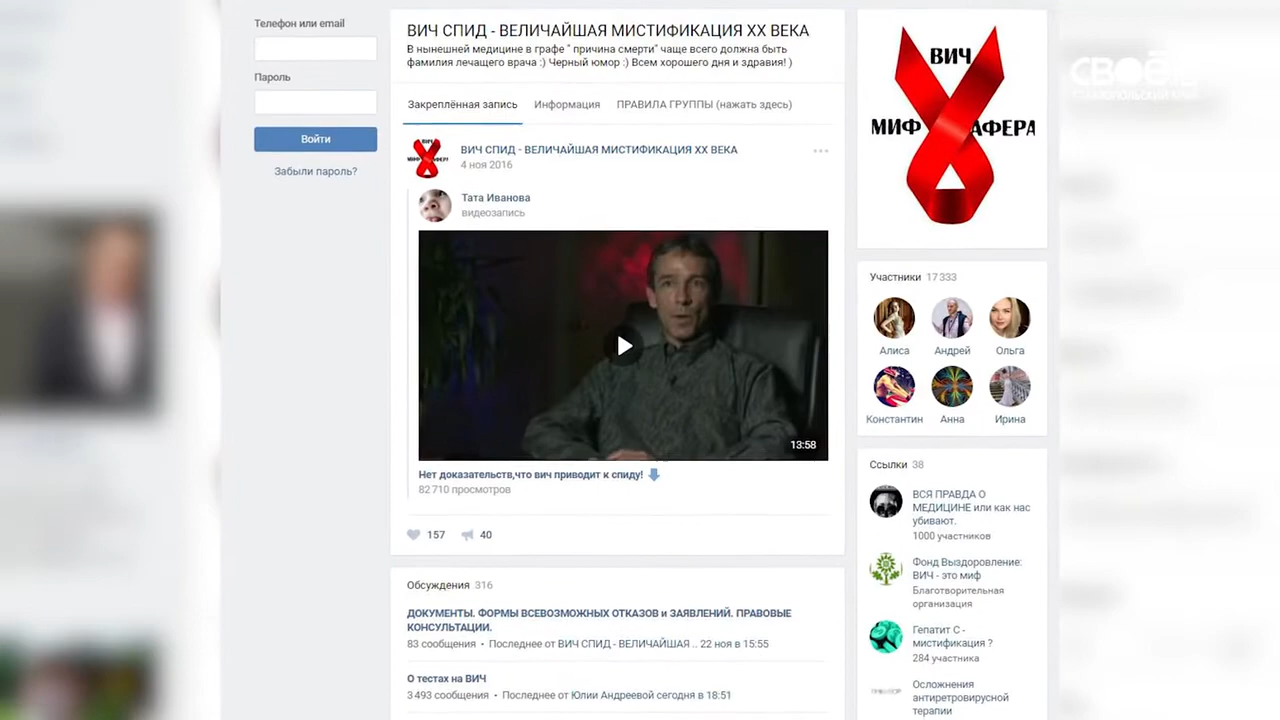 Телефон или email
Пароль
Войти
Забыли пароль?
ВИЧ СПИД - ВЕЛИЧАЙШАЯ МИСТИФИКАЦИЯ ХХ ВЕКА
В нынешней медицине в графе " причина смерти" чаще всего должна быть
фамилия лечащего врача :) Черный юмор :) Всем хорошего дня и здравия! )
Закреплённая запись
Информация
ПРАВИЛА ГРУППЫ (нажать здесь)
ВИЧ СПИД - ВЕЛИЧАЙШАЯ МИСТИФИКАЦИЯ ХХ ВЕКА
4 ноя 2016
Тата Иванова
видеозапись
13:58
Нет доказательств,что вич приводит к спиду!
82 710 просмотров
157
40
Обсуждения 316
ДОКУМЕНТЫ. ФОРМЫ ВСЕВОЗМОЖНЫХ ОТКАЗОВ и ЗАЯВЛЕНИЙ. ПРАВОВЫЕ
КОНСУЛЬТАЦИИ.
83 сообщения • Последнее от ВИЧ СПИД - ВЕЛИЧАЙШАЯ .. 22 ноя в 15:55
О тестах на ВИЧ
3 493 сообщения • Последнее от Юлии Андреевой сегодня в 18:51
ВИЧ
МИФ АФЕРА
СВОЁ
СТАВРОПОЛЬСКИЙ КРАЙ
Участники 17 333
Алиса
Андрей
Ольга
Константин
Анна
Ирина
Ссылки 38
ВСЯ ПРАВДА О
МЕДИЦИНЕ или как нас
убивают.
1000 участников
Фонд Выздоровление:
ВИЧ - это миф
Благотворительная
организация
Гепатит С -
мистификация ?
284 участника
Осложнения
антиретровирусной
терапии